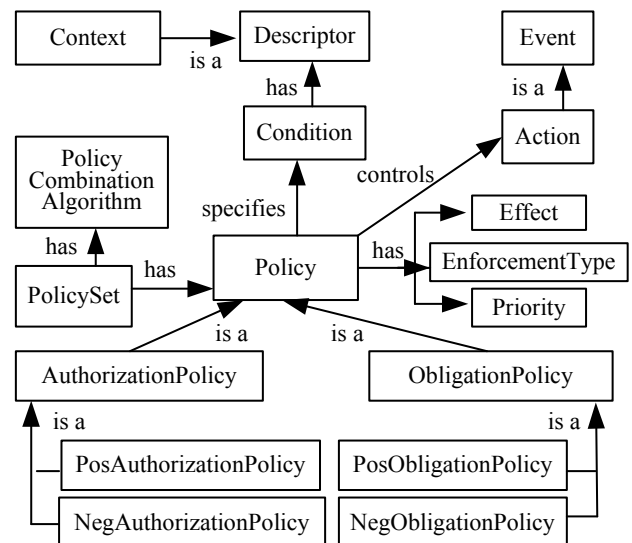 Context
is a
Descriptor
Event
has
is a
Condition
Action
Policy
Combination
Algorithm
controls
specifies
has
Effect
PolicySet
has
Policy
has
EnforcementType
Priority
is a
is a
AuthorizationPolicy
ObligationPolicy
is a
is a
PosAuthorizationPolicy
PosObligationPolicy
NegAuthorizationPolicy
NegObligationPolicy